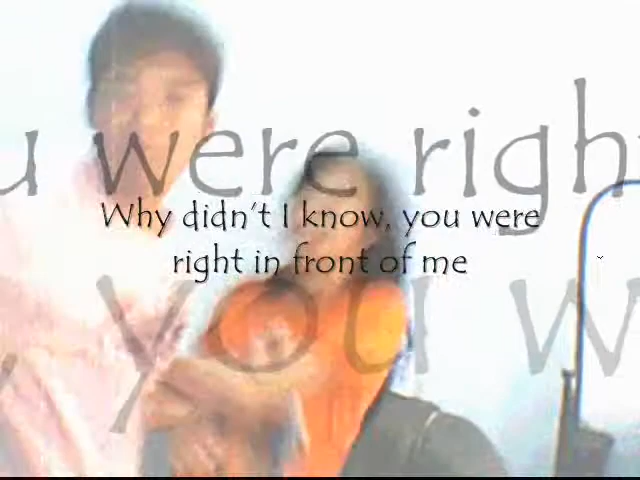 u were righ
Why didn't I know, you were
right in front of me
, you w